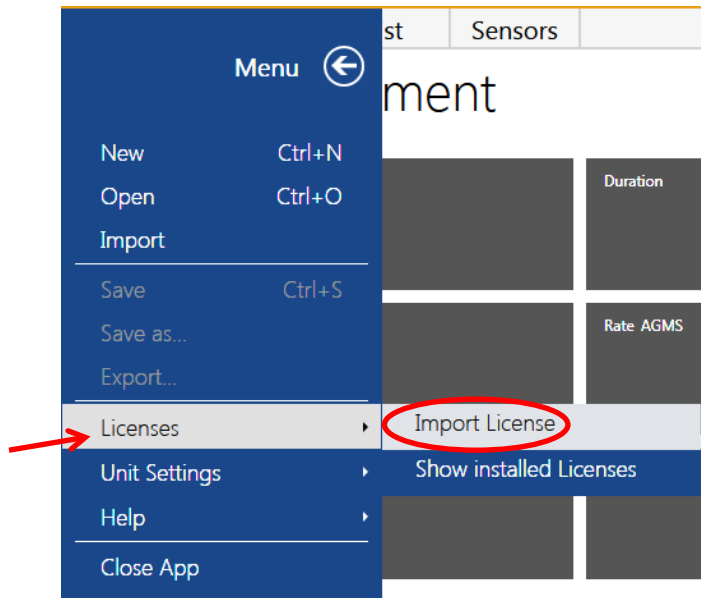 st Sensors
Menu
ment
New Ctrl+N
Open Ctrl+O
Import
Duration
Save Ctrl+S
Save as...
Export...
Rate AGMS
Licenses
Import License
Unit Settings
Show installed Licenses
Help
Close App